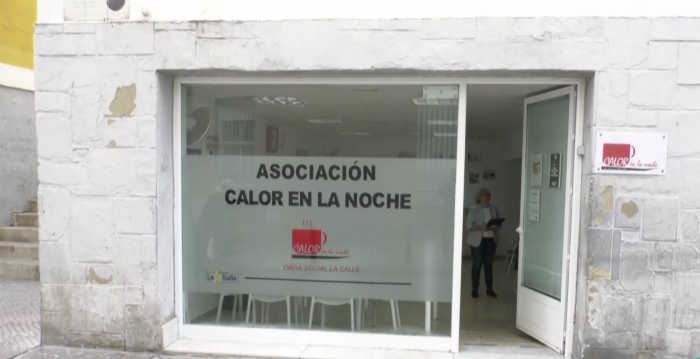 ASOCIACIÓN
CALOR EN LA NOCHE
CALOR en la noche
OBRA SOCIAL LA SALLE
La Salle
CALOR en la noche